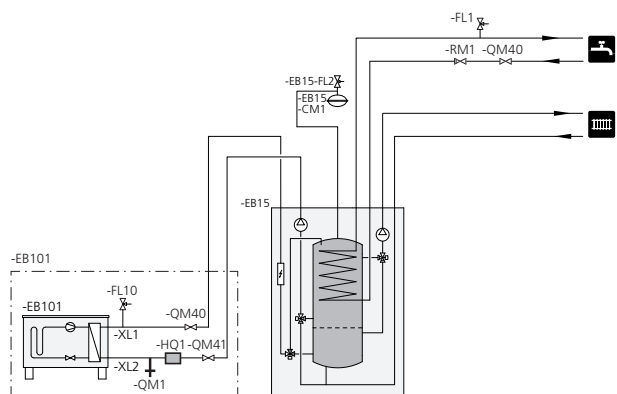 -FL1
-RM1 -QM40
-EB15-FL2
-EB15
-CM1
-EB15
-EB101
-FL10
-EB101
-QM40
-XL1
-HQ1 -QM41
-XL2
-QM1